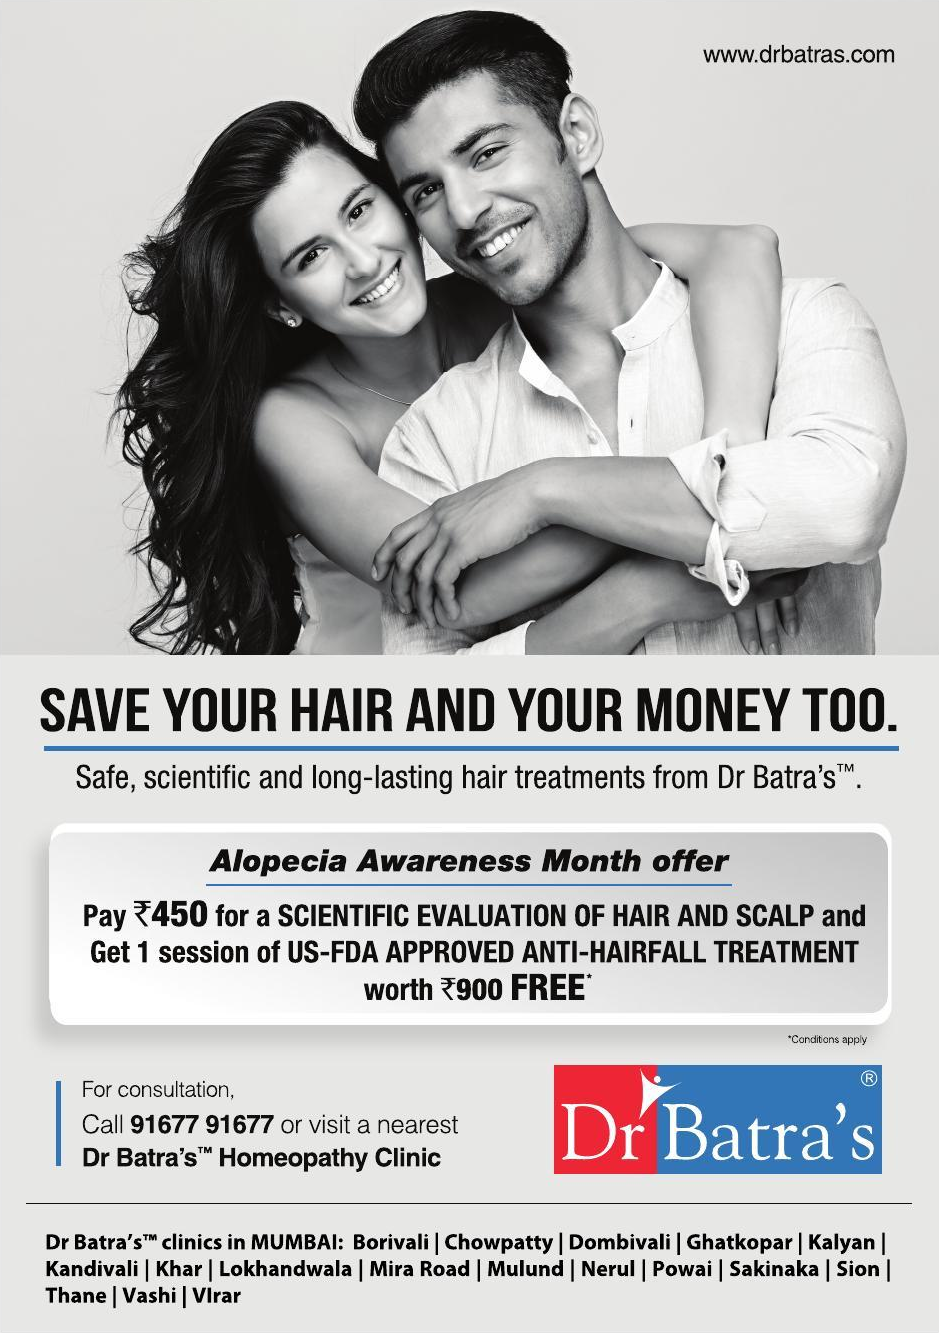 www.drbatras.com
SAVE YOUR HAIR AND YOUR MONEY TOO.
Safe, scientific and long-lasting hair treatments from Dr Batra's™.
Alopecia Awareness Month offer
Pay ₹450 for a SCIENTIFIC EVALUATION OF HAIR AND SCALP and
Get 1 session of US-FDA APPROVED ANTI-HAIRFALL TREATMENT
worth ₹900 FREE*
*Conditions apply
For consultation,
Call 91677 91677 or visit a nearest
Dr Batra's™ Homeopathy Clinic
Dr Batra's®
Dr Batra's™ clinics in MUMBAI: Borivali | Chowpatty | Dombivali | Ghatkopar | Kalyan |
Kandivali | Khar | Lokhandwala | Mira Road | Mulund | Nerul | Powai | Sakinaka | Sion |
Thane | Vashi | VIrar